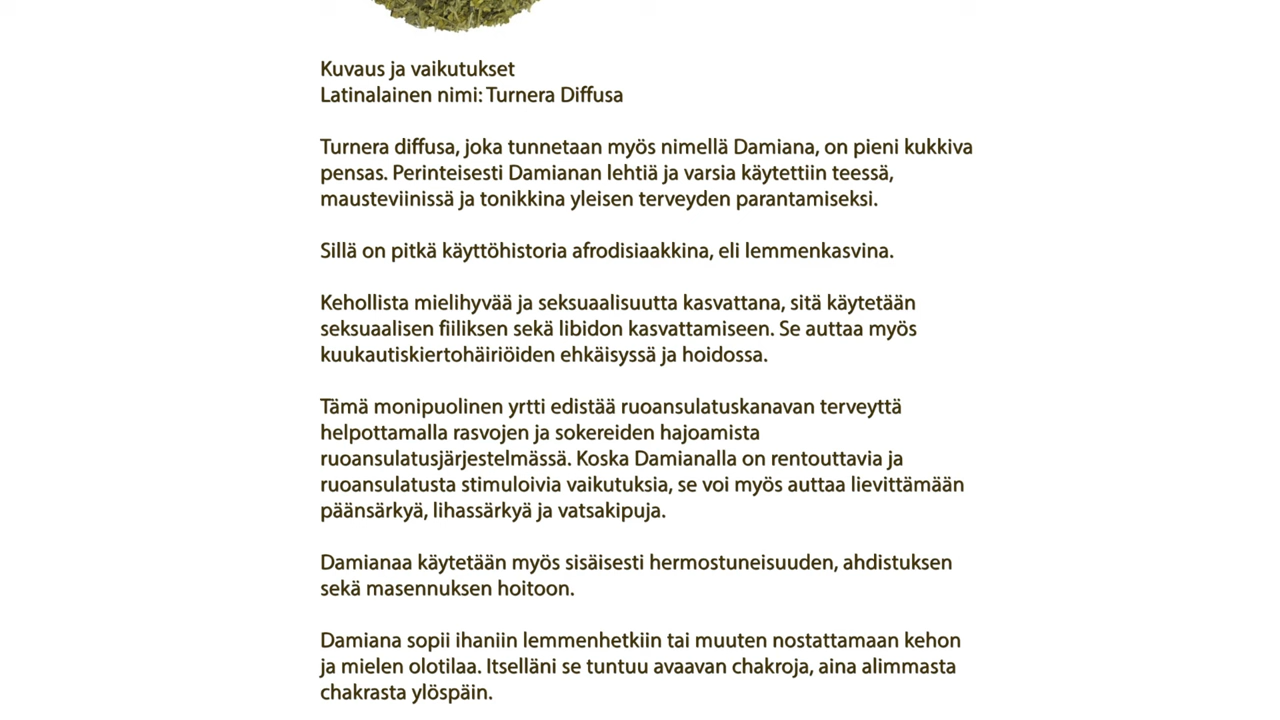 Kuvaus ja vaikutukset
Latinalainen nimi: Turnera Diffusa
Turnera diffusa, joka tunnetaan myös nimellä Damiana, on pieni kukkiva
pensas. Perinteisesti Damianan lehtiä ja varsia käytettiin teessä,
mausteviinissä ja tonikkina yleisen terveyden parantamiseksi.
Sillä on pitkä käyttöhistoria afrodisiaakkina, eli lemmenkasvina.
Kehollista mielihyvää ja seksuaalisuutta kasvattana, sitä käytetään
seksuaalisen fiiliksen sekä libidon kasvattamiseen. Se auttaa myös
kuukautiskiertohäiriöiden ehkäisyssä ja hoidossa.
Tämä monipuolinen yrtti edistää ruoansulatuskanavan terveyttä
helpottamalla rasvojen ja sokereiden hajoamista
ruoansulatusjärjestelmässä. Koska Damianalla on rentouttavia ja
ruoansulatusta stimuloivia vaikutuksia, se voi myös auttaa lievittämään
päänsärkyä, lihassärkyä ja vatsakipuja.
Damianaa käytetään myös sisäisesti hermostuneisuuden, ahdistuksen
sekä masennuksen hoitoon.
Damiana sopii ihaniin lemmenhetkiin tai muuten nostattamaan kehon
ja mielen olotilaa. Itselläni se tuntuu avaavan chakroja, aina alimmasta
chakrasta ylöspäin.